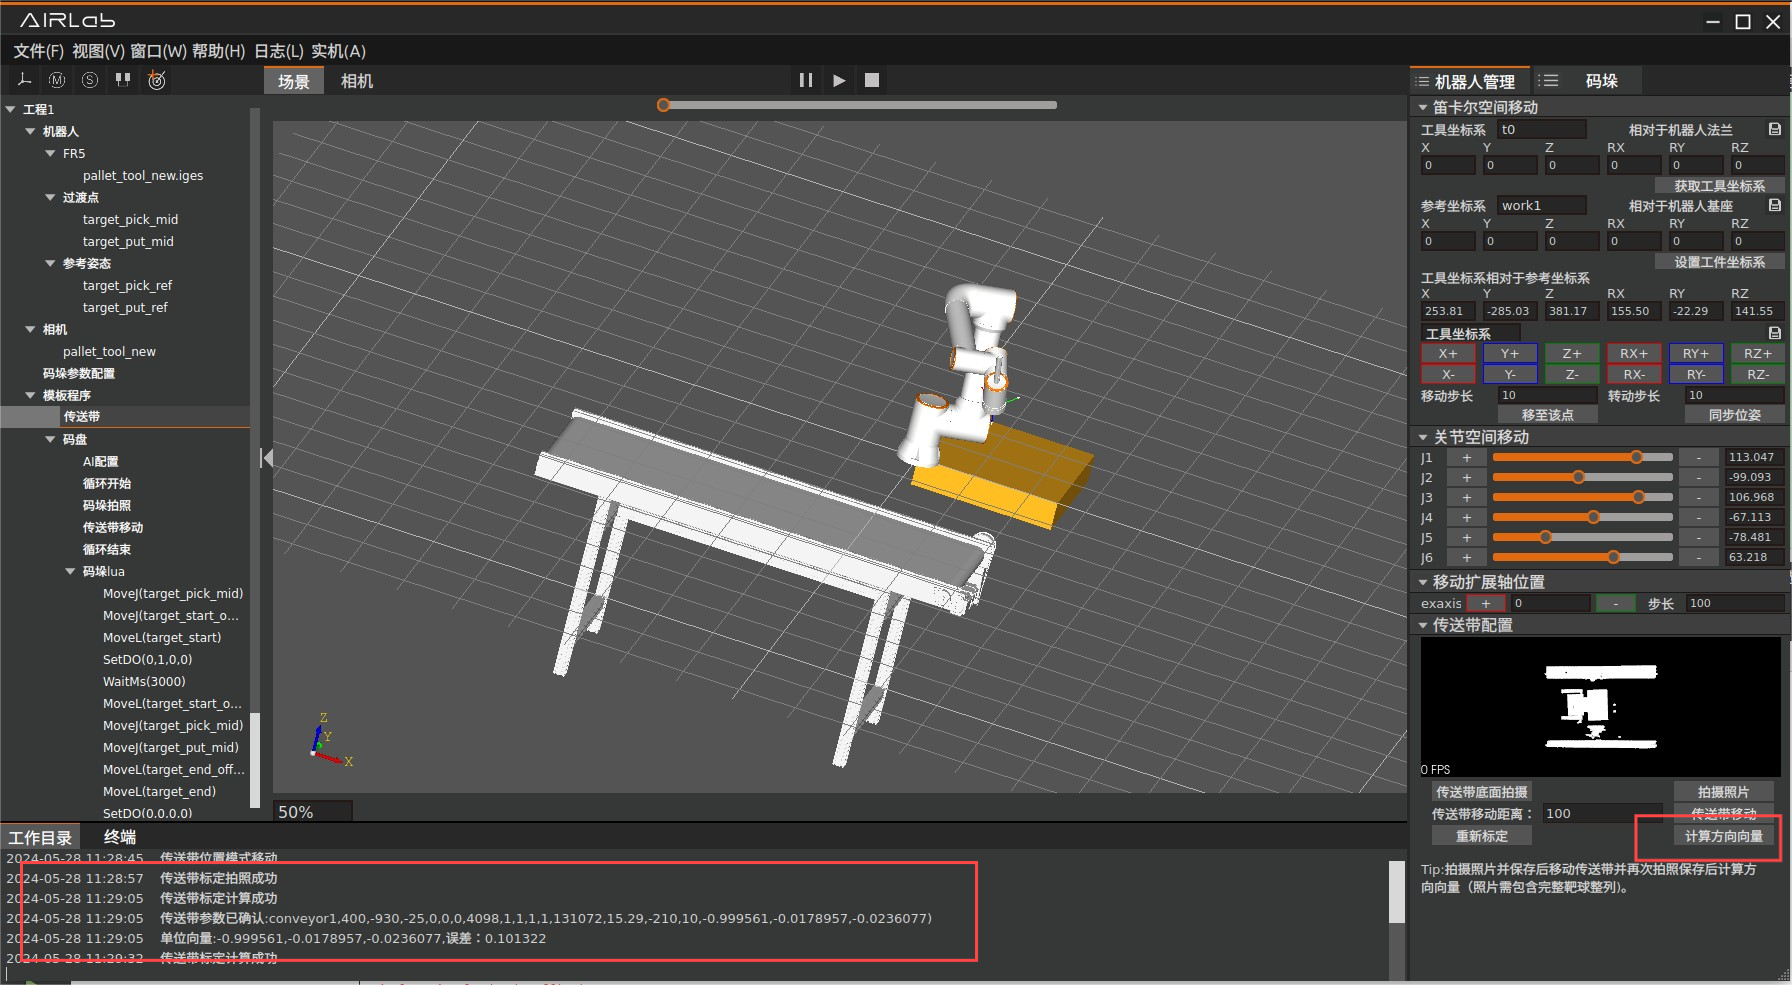 AIRLab
文件(F) 视图(V) 窗口(W) 帮助(H) 日志(L) 实机(A)
M S 场景 相机
机器人管理 码垛
工程1
机器人
FR5
pallet_tool_new.iges
过渡点
target_pick_mid
target_put_mid
参考姿态
target_pick_ref
target_put_ref
相机
pallet_tool_new
码垛参数配置
模板程序
传送带
码盘
AI配置
循环开始
码垛拍照
传送带移动
循环结束
码垛lua
MoveJ(target_pick_mid)
MoveJ(target_start_o...
MoveL(target_start)
SetDO(0,1,0,0)
WaitMs(3000)
MoveL(target_start_o...
MoveJ(target_pick_mid)
MoveJ(target_put_mid)
MoveL(target_end_off...
MoveL(target_end)
SetDO(0,0,0,0)
Z
Y
X
50%
笛卡尔空间移动
工具坐标系 t0 相对于机器人法兰
X Y Z RX RY RZ
0 0 0 0 0 0
获取工具坐标系
参考坐标系 work1 相对于机器人基座
X Y Z RX RY RZ
0 0 0 0 0 0
设置工件坐标系
工具坐标系相对于参考坐标系
X Y Z RX RY RZ
253.81 -285.03 381.17 155.50 -22.29 141.55
工具坐标系
X+ Y+ Z+ RX+ RY+ RZ+
X- Y- Z- RX- RY- RZ-
移动步长 10 转动步长 10
移至该点 同步位姿
关节空间移动
J1 + - 113.047
J2 + - -99.093
J3 + - 106.968
J4 + - -67.113
J5 + - -78.481
J6 + - 63.218
移动扩展轴位置
exaxis + 0 - 步长 100
传送带配置
0 FPS
传送带底面拍摄 拍摄照片
传送带移动距离： 100 传送带移动
重新标定 计算方向向量
Tip:拍摄照片并保存后移动传送带并再次拍照保存后计算方
向向量（照片需包含完整靶球整列)。
工作目录 终端
2024-05-28 11:28:45 传送带位置模式移动
2024-05-28 11:28:57 传送带标定拍照成功
2024-05-28 11:29:05 传送带标定计算成功
2024-05-28 11:29:05 传送带参数已确认:conveyor1,400,-930,-25,0,0,0,4098,1,1,1,1,131072,15.29,-210,10,-0.999561,-0.0178957,-0.0236077)
2024-05-28 11:29:05 单位向量:-0.999561,-0.0178957,-0.0236077,误差：0.101322
2024-05-28 11:29:32 传送带标定计算成功